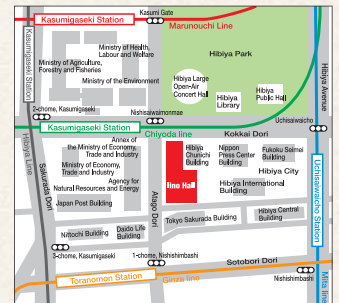 Kasumi Gate
Kasumigaseki Station
Marunouchi Line
Kasumigaseki Station
Ministry of Health,
Labour and Welfare
Hibiya Park
Ministry of Agriculture,
Forestry and Fisheries
Ministry of the Environment
Hibiya Large
Open-Air
Concert Hall
Hibiya
Library
Hibiya
Public Hall
Hibiya Avenue
2-chome, Kasumigaseki
Nishisaiwaimonmae
Uchisaiwaicho
Kasumigaseki Station
Chiyoda line
Kokkai Dori
Hibiya Line
Sakurada Dori
Annex of
the Ministry of Economy,
Trade and Industry
Ministry of Economy,
Trade and Industry
Agency for
Natural Resources and Energy
Japan Post Building
Atago Dori
Iino Hall
Hibiya
Chunichi
Building
Nippon
Press Center
Building
Fukoku Seimei
Building
Hibiya City
Hibiya International
Building
Uchisaiwaicho Station
Tokyo Sakurada Building
Hibiya Central
Building
Nittochi Building
Daido Life
Building
3-chome, Kasumigaseki
1-chome, Nishishimbashi
Sotobori Dori
Toranomon Station
Ginza line
Nishishimbashi
Mita line